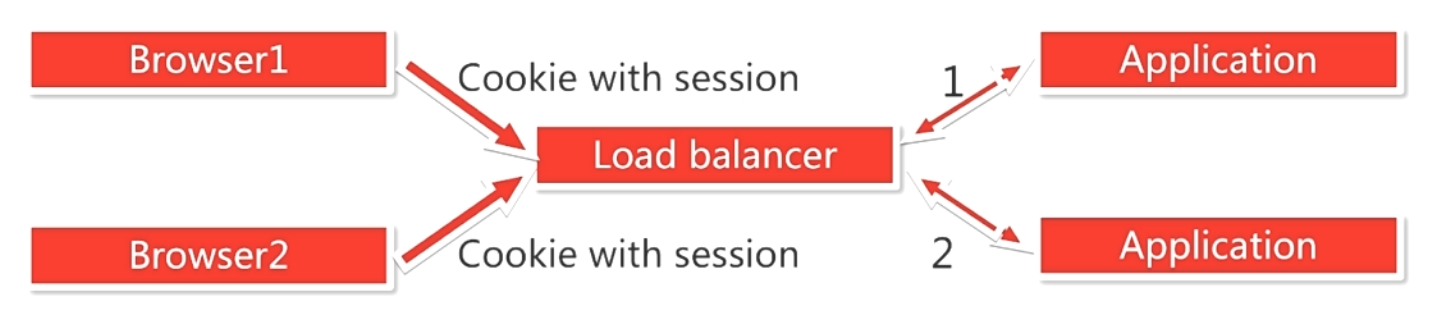 Browser1
Cookie with session
1
Application
Load balancer
Browser2
Cookie with session
2
Application